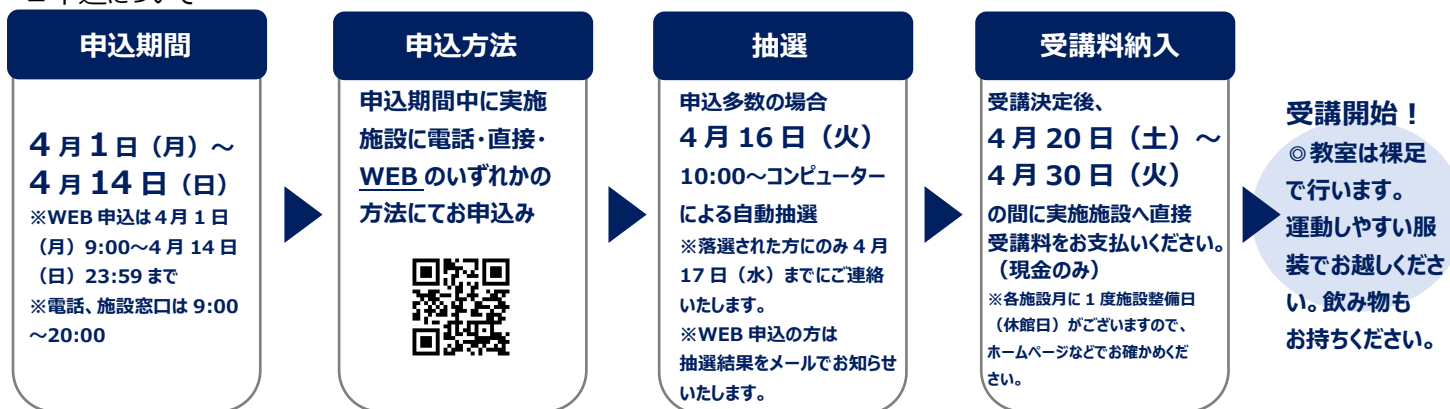 申込期間
4月1日（月）～
4月14日（日）
※WEB 申込は4月1日
（月）9:00～4月14日
（日）23:59 まで
※電話、施設窓口は 9:00
～20:00
申込方法
申込期間中に実施
施設に電話・直接・
WEB のいずれかの
方法にてお申込み
抽選
申込多数の場合
4月16日（火）
10:00～コンピューター
による自動抽選
※落選された方にのみ4月
17日（水）までにご連絡
いたします。
※WEB 申込の方は
抽選結果をメールでお知らせ
いたします。
受講料納入
受講決定後、
4月20日（土）～
4月30日（火）
の間に実施施設へ直接
受講料をお支払いください。
（現金のみ）
※各施設月に1度施設整備日
（休館日）がございますので、
ホームページなどでお確かめくだ
さい。
受講開始！
◎教室は裸足
で行います。
運動しやすい服
装でお越しくださ
い。飲み物も
お持ちください。